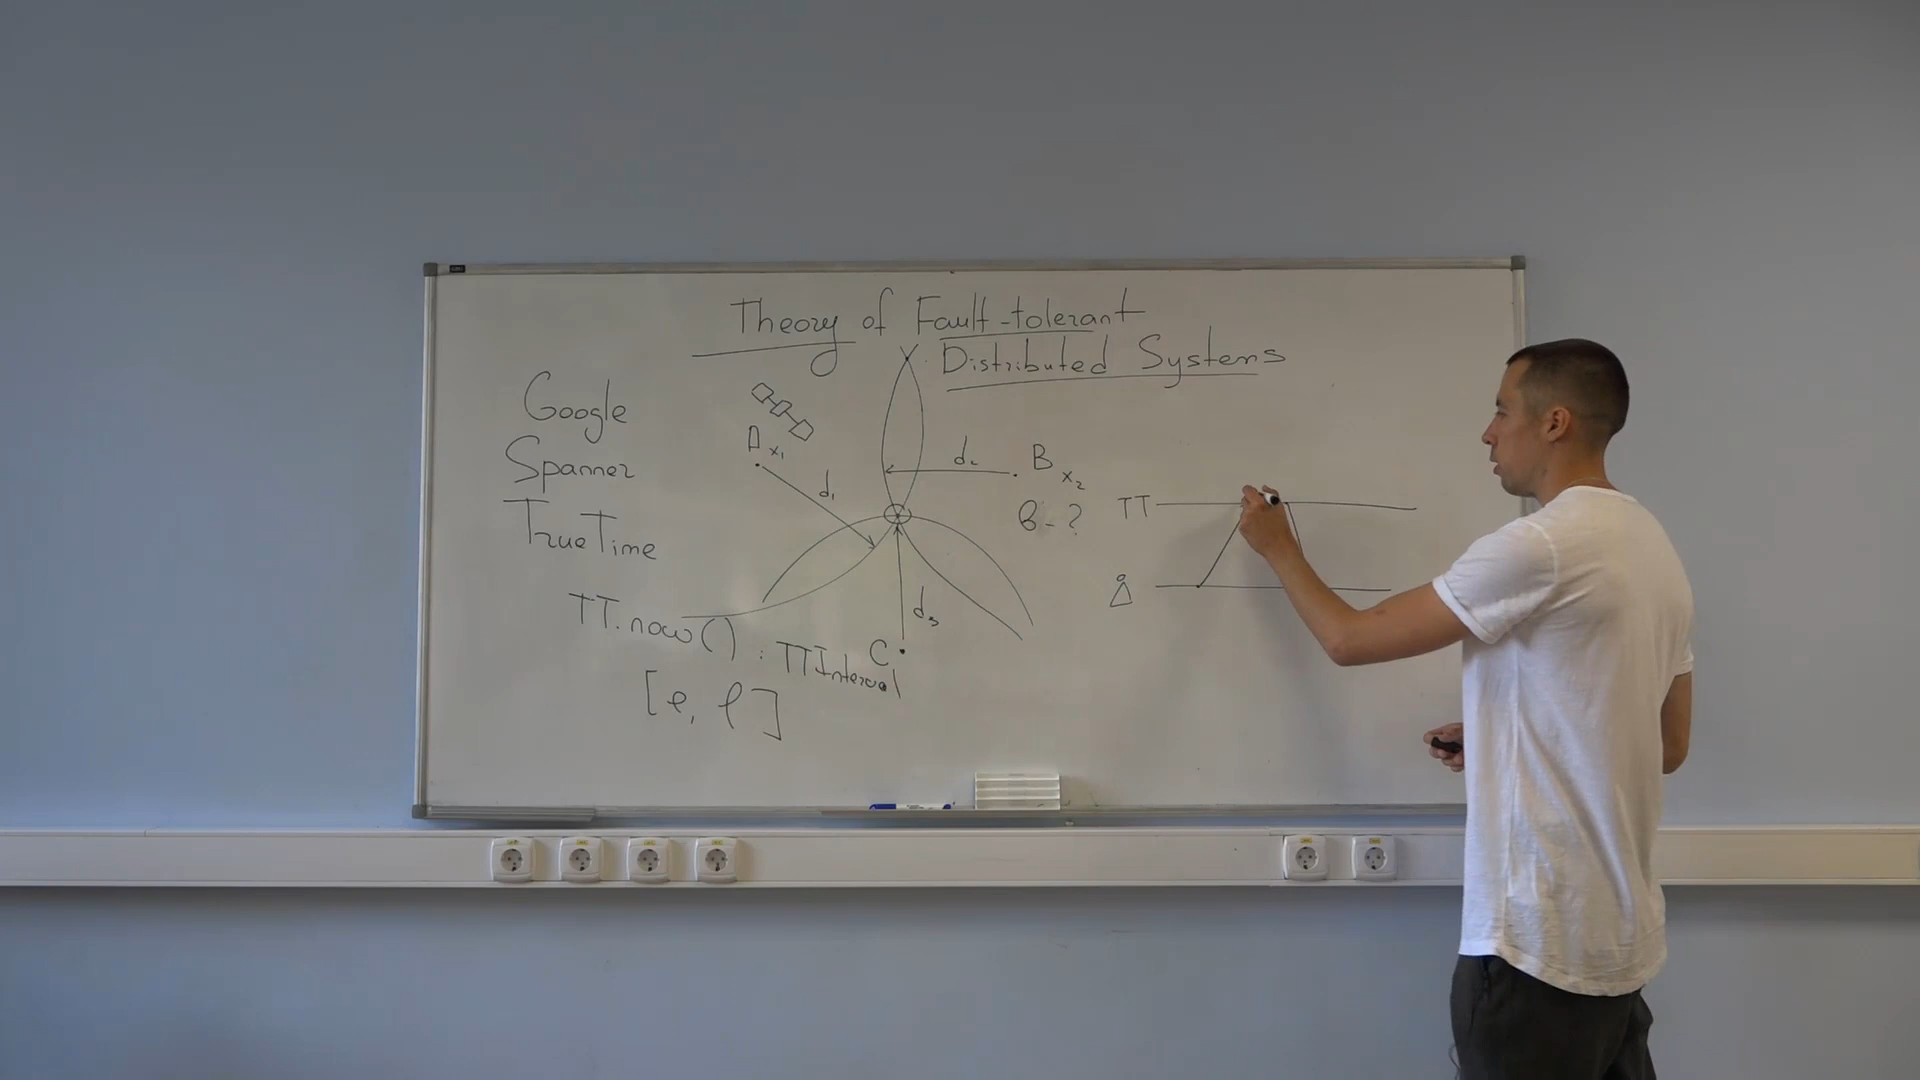 Theory of Fault-tolerant
Distributed Systems
Google
Spanner
TrueTime
TT.now() : TTInterval
[e, l]
A x₁
d₁
d₂
B x₂
B - ?
d₃
C
TT